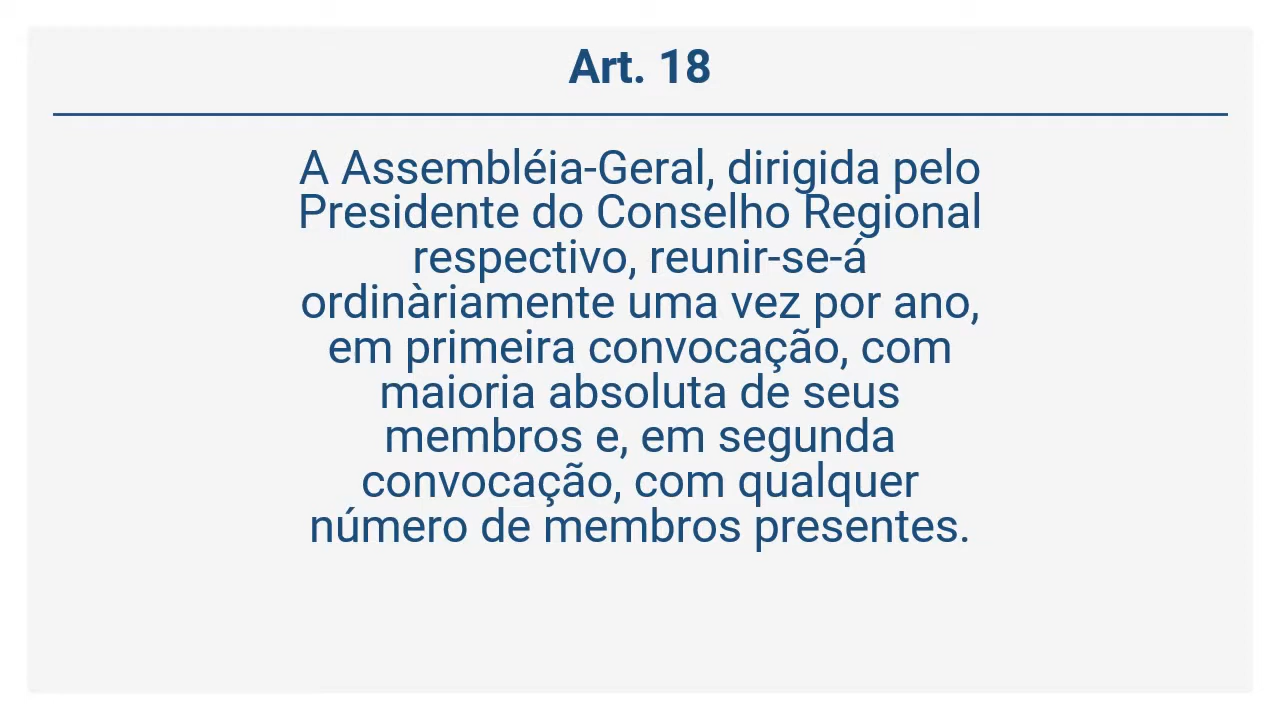 Art. 18
A Assembléia-Geral, dirigida pelo
Presidente do Conselho Regional
respectivo, reunir-se-á
ordinàriamente uma vez por ano,
em primeira convocação, com
maioria absoluta de seus
membros e, em segunda
convocação, com qualquer
número de membros presentes.